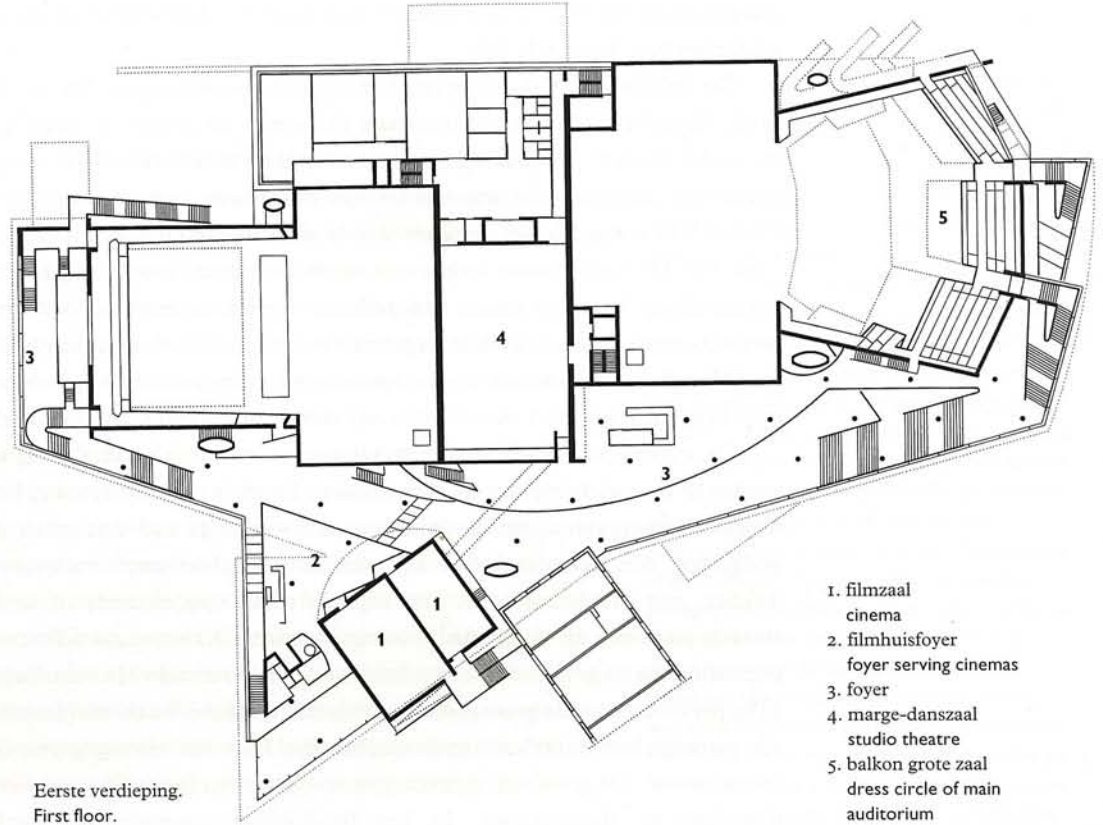 3
4
5
3
2
1
1
Eerste verdieping.
First floor.
1. filmzaal
cinema
2. filmhuisfoyer
foyer serving cinemas
3. foyer
4. marge-danszaal
studio theatre
5. balkon grote zaal
dress circle of main
auditorium